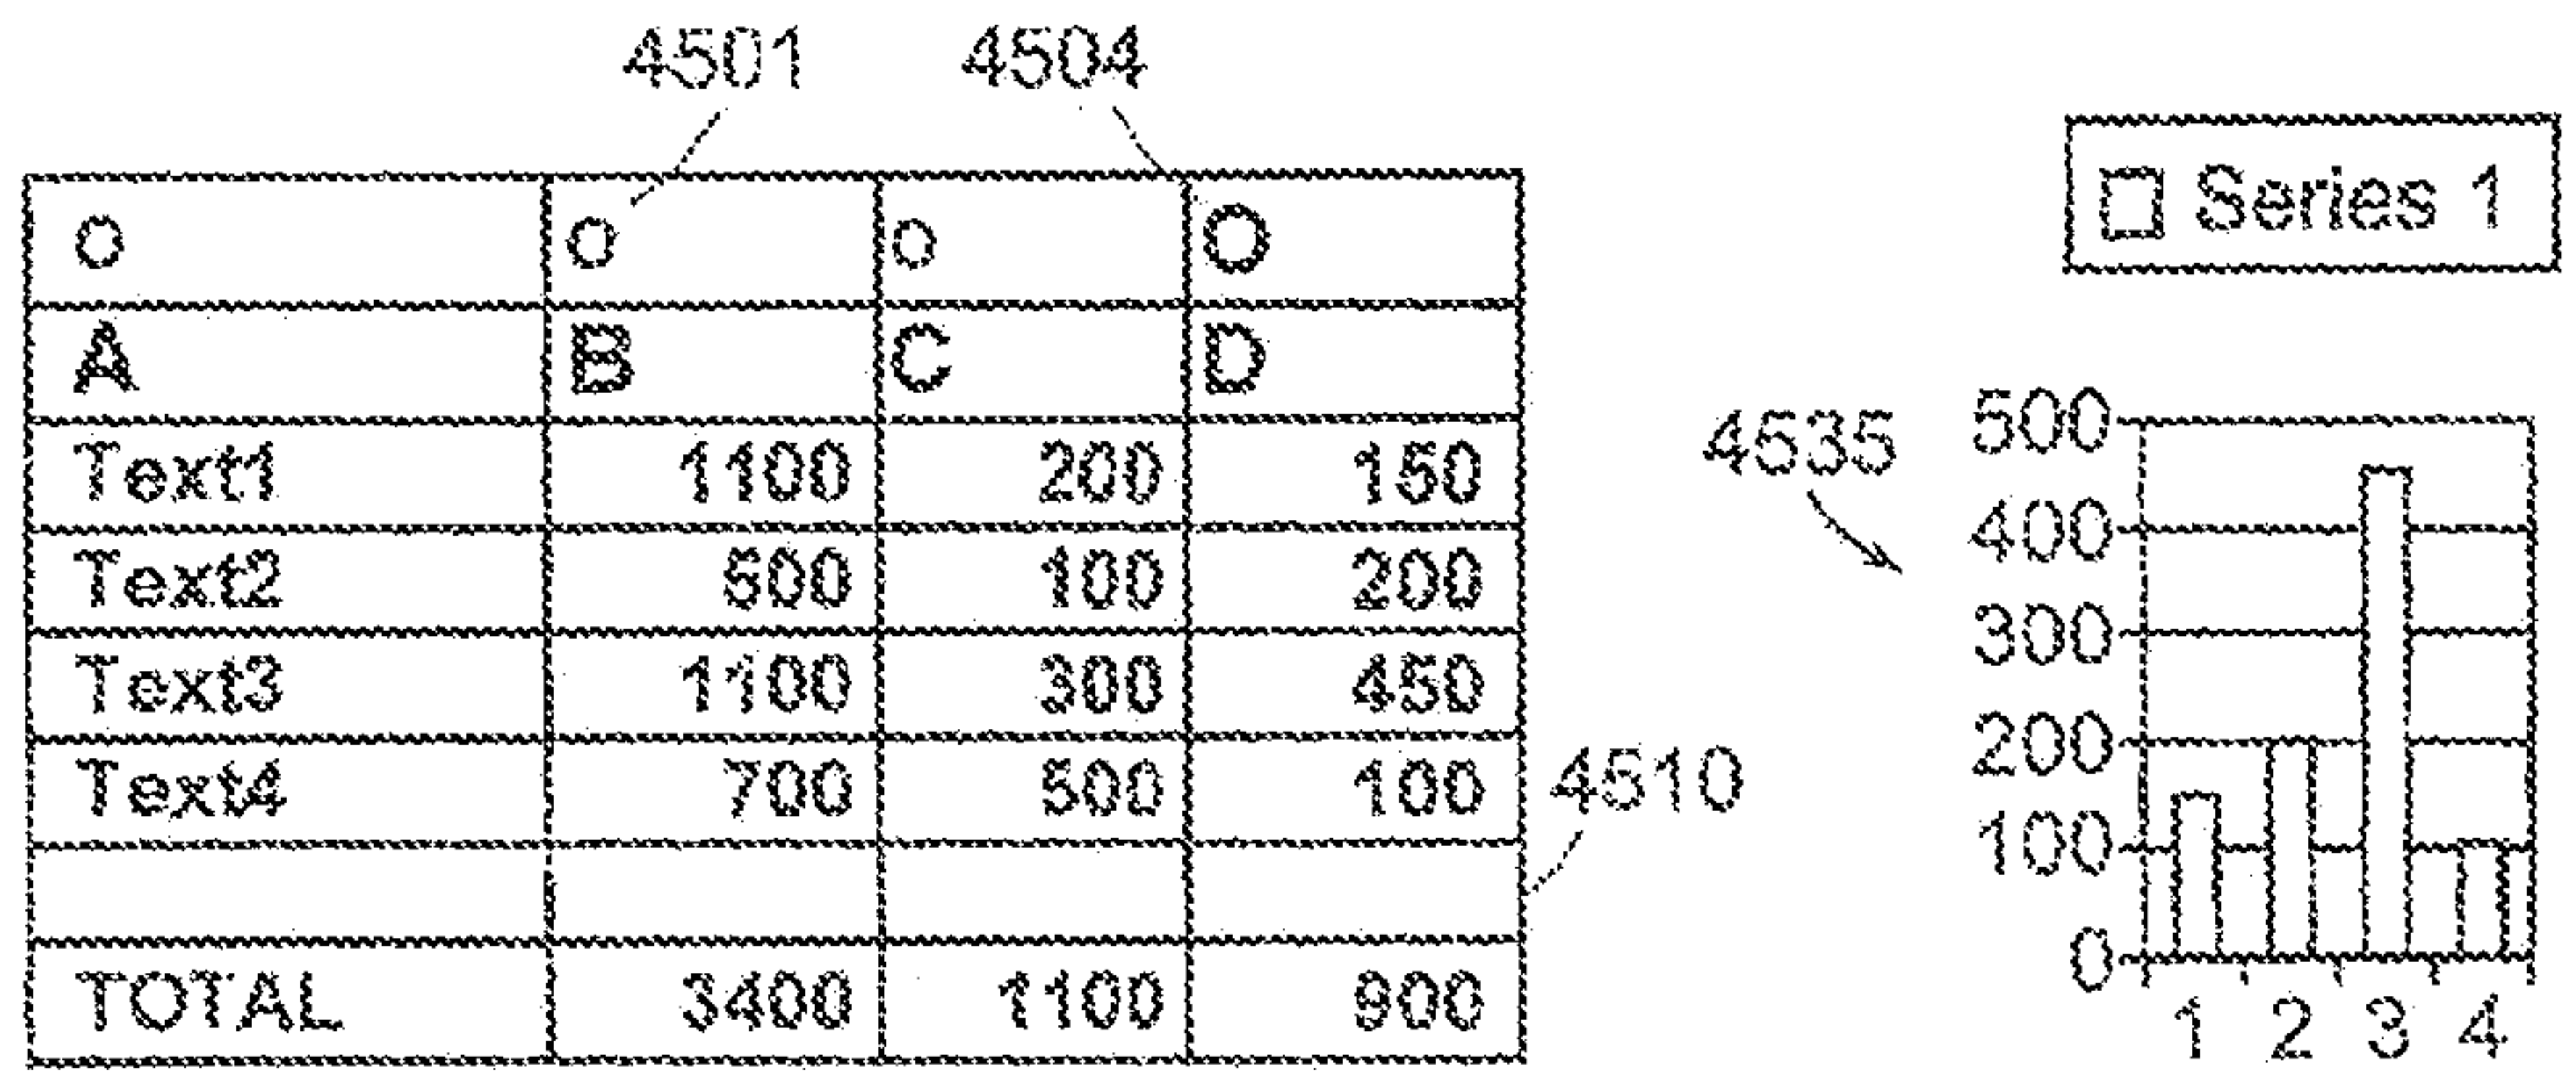 4501 4504
O O O O
Series 1
A B C D
Text1 1100 200 150
Text2 500 100 200
Text3 1100 300 450
Text4 700 500 100
4510
TOTAL 3400 1100 900
4535
500
400
300
200
100
0
1 2 3 4